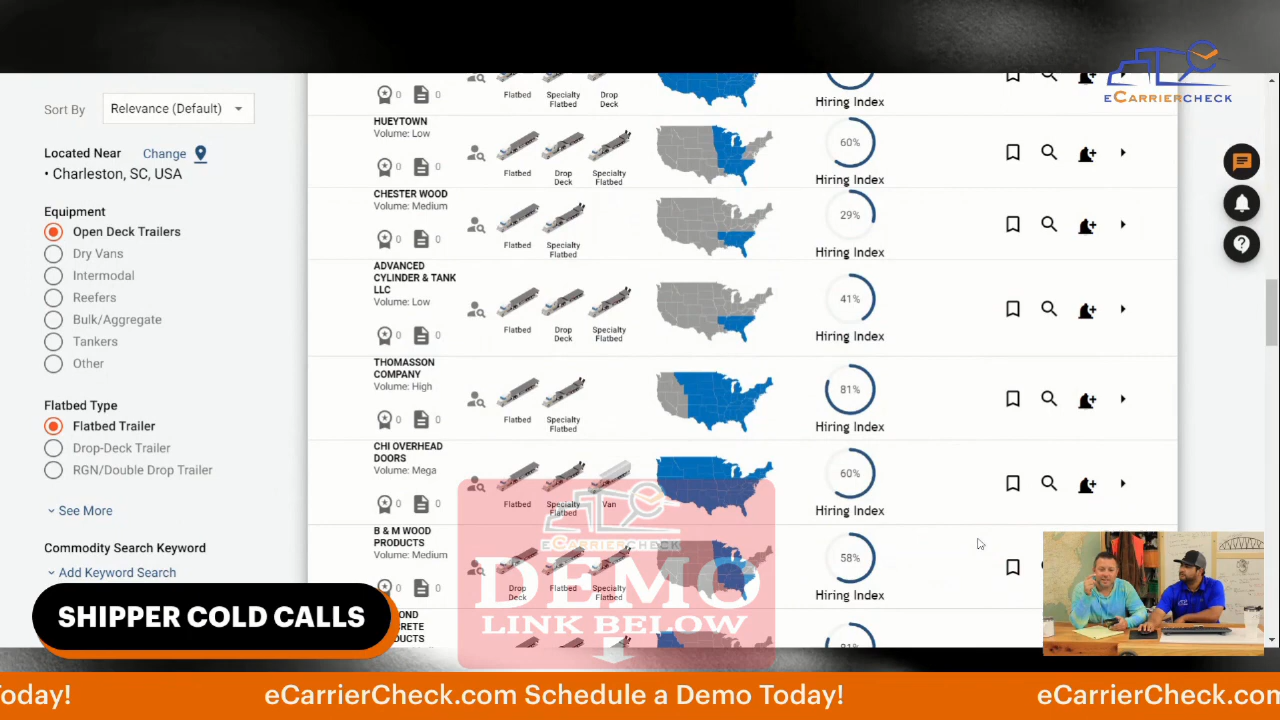 eCARRIERCHECK
Sort By
Relevance (Default)
Located Near
Change
• Charleston, SC, USA
Equipment
Open Deck Trailers
Dry Vans
Intermodal
Reefers
Bulk/Aggregate
Tankers
Other
Flatbed Type
Flatbed Trailer
Drop-Deck Trailer
RGN/Double Drop Trailer
See More
Commodity Search Keyword
Add Keyword Search
0 0
Flatbed
Specialty
Flatbed
Drop
Deck
Hiring Index
HUEYTOWN
Volume: Low
0 0
Flatbed
Drop
Deck
Specialty
Flatbed
60%
Hiring Index
CHESTER WOOD
Volume: Medium
0 0
Flatbed
Specialty
Flatbed
29%
Hiring Index
ADVANCED
CYLINDER & TANK
LLC
Volume: Low
0 0
Flatbed
Drop
Deck
Specialty
Flatbed
41%
Hiring Index
THOMASSON
COMPANY
Volume: High
0 0
Flatbed
Specialty
Flatbed
81%
Hiring Index
CHI OVERHEAD
DOORS
Volume: Mega
0 0
Flatbed
Specialty
Flatbed
Van
60%
Hiring Index
B & M WOOD
PRODUCTS
Volume: Medium
0 0
Drop
Deck
Flatbed
Specialty
Flatbed
58%
Hiring Index
81%
eCARRIERCHECK
DEMO
LINK BELOW
SHIPPER COLD CALLS
Today!
eCarrierCheck.com Schedule a Demo Today!